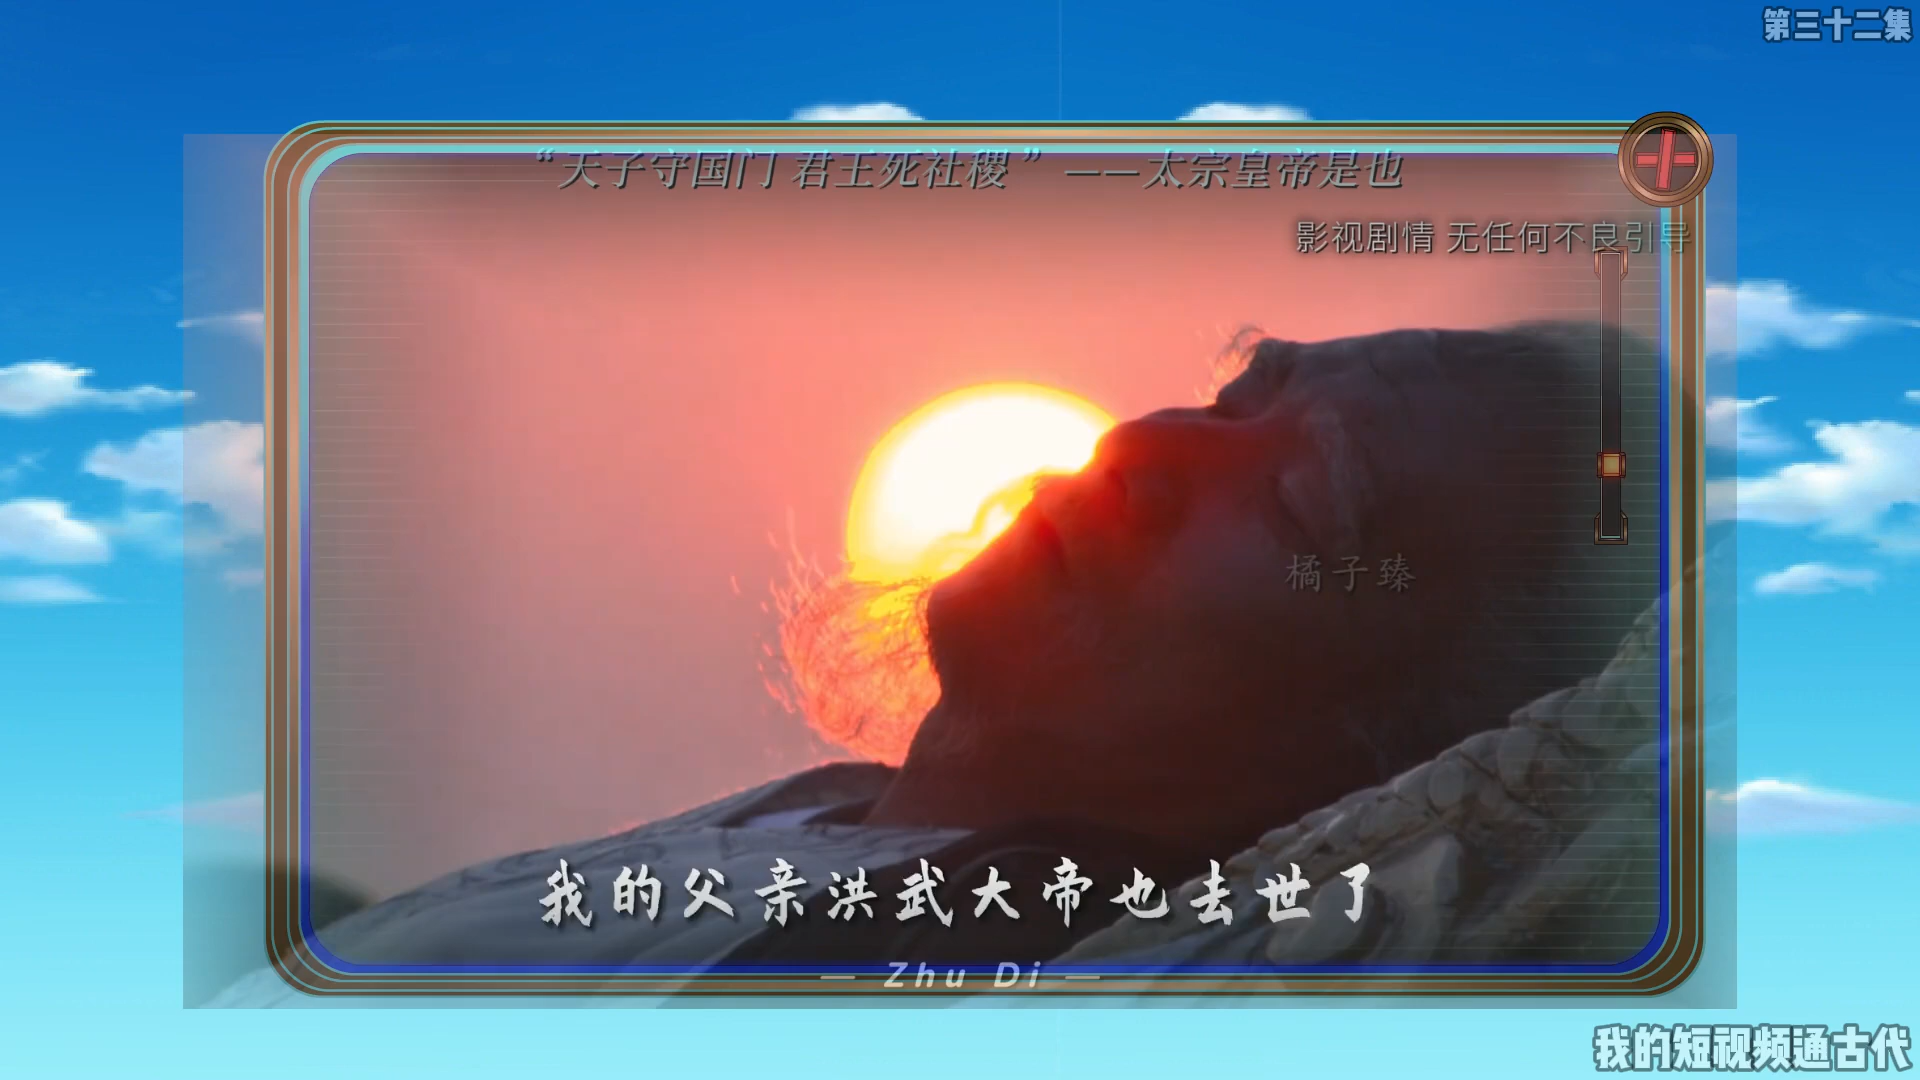 第三十二集
“天子守国门 君王死社稷” ——太宗皇帝是也
影视剧情 无任何不良引导
橘子臻
我的父亲洪武大帝也去世了
— Zhu Di —
我的短视频通古代